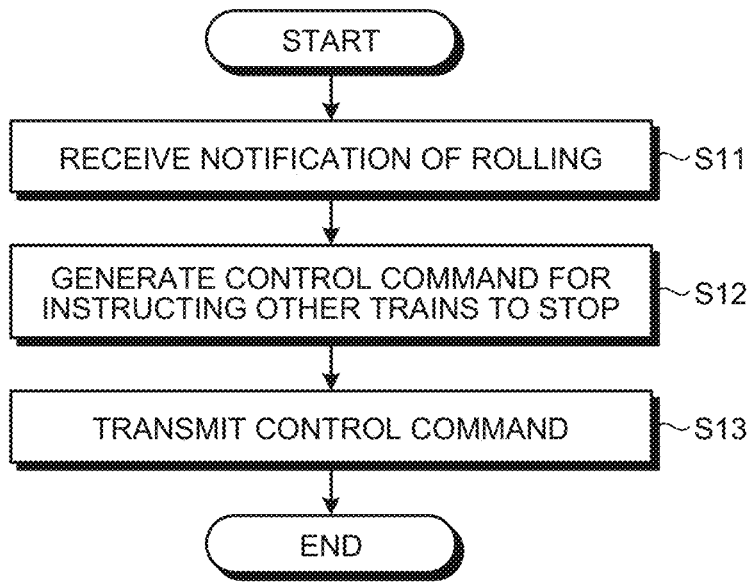 START
RECEIVE NOTIFICATION OF ROLLING
S11
GENERATE CONTROL COMMAND FOR
INSTRUCTING OTHER TRAINS TO STOP
S12
TRANSMIT CONTROL COMMAND
S13
END